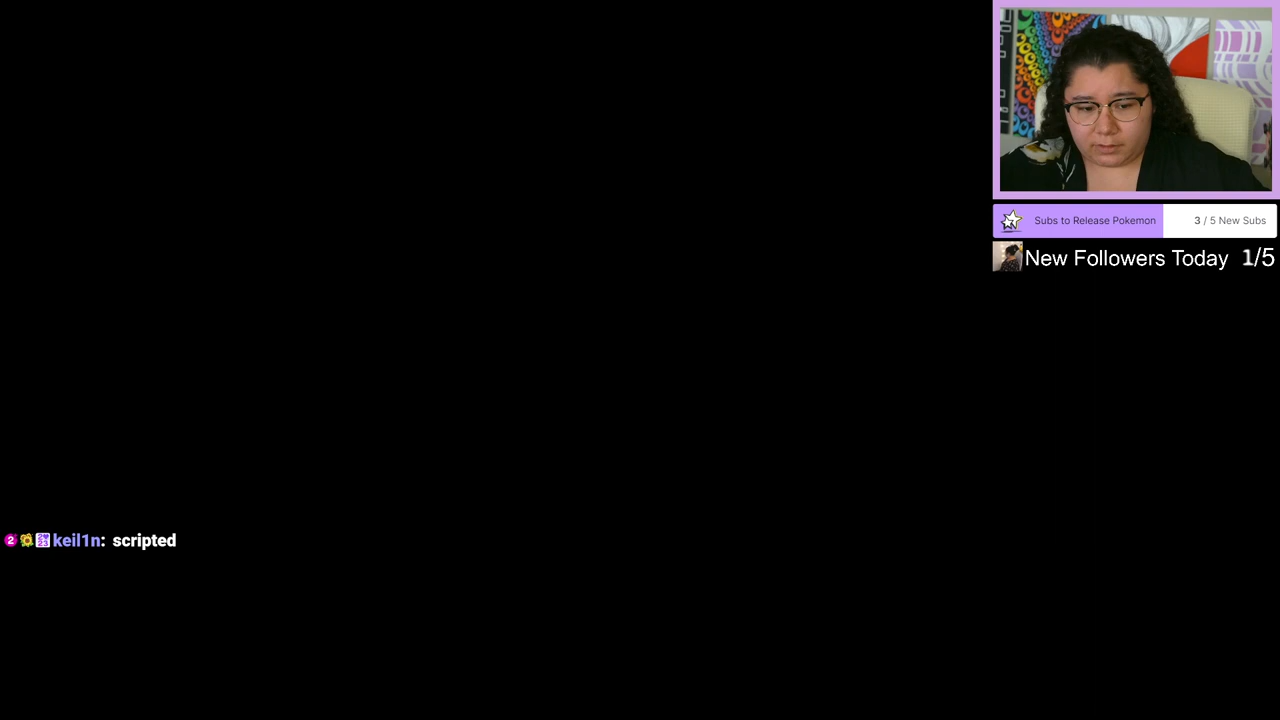 Subs to Release Pokemon 3 / 5 New Subs
New Followers Today 1/5
keil1n: scripted